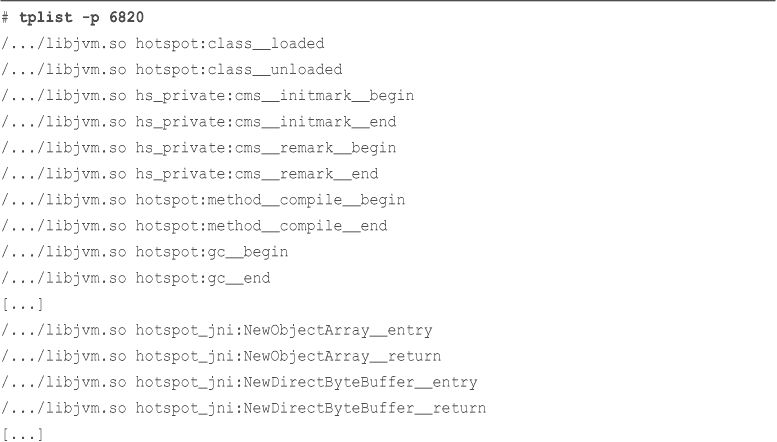 # tplist -p 6820
/.../libjvm.so hotspot:class__loaded
/.../libjvm.so hotspot:class__unloaded
/.../libjvm.so hs_private:cms__initmark__begin
/.../libjvm.so hs_private:cms__initmark__end
/.../libjvm.so hs_private:cms__remark__begin
/.../libjvm.so hs_private:cms__remark__end
/.../libjvm.so hotspot:method__compile__begin
/.../libjvm.so hotspot:method__compile__end
/.../libjvm.so hotspot:gc__begin
/.../libjvm.so hotspot:gc__end
[...]
/.../libjvm.so hotspot_jni:NewObjectArray__entry
/.../libjvm.so hotspot_jni:NewObjectArray__return
/.../libjvm.so hotspot_jni:NewDirectByteBuffer__entry
/.../libjvm.so hotspot_jni:NewDirectByteBuffer__return
[...]